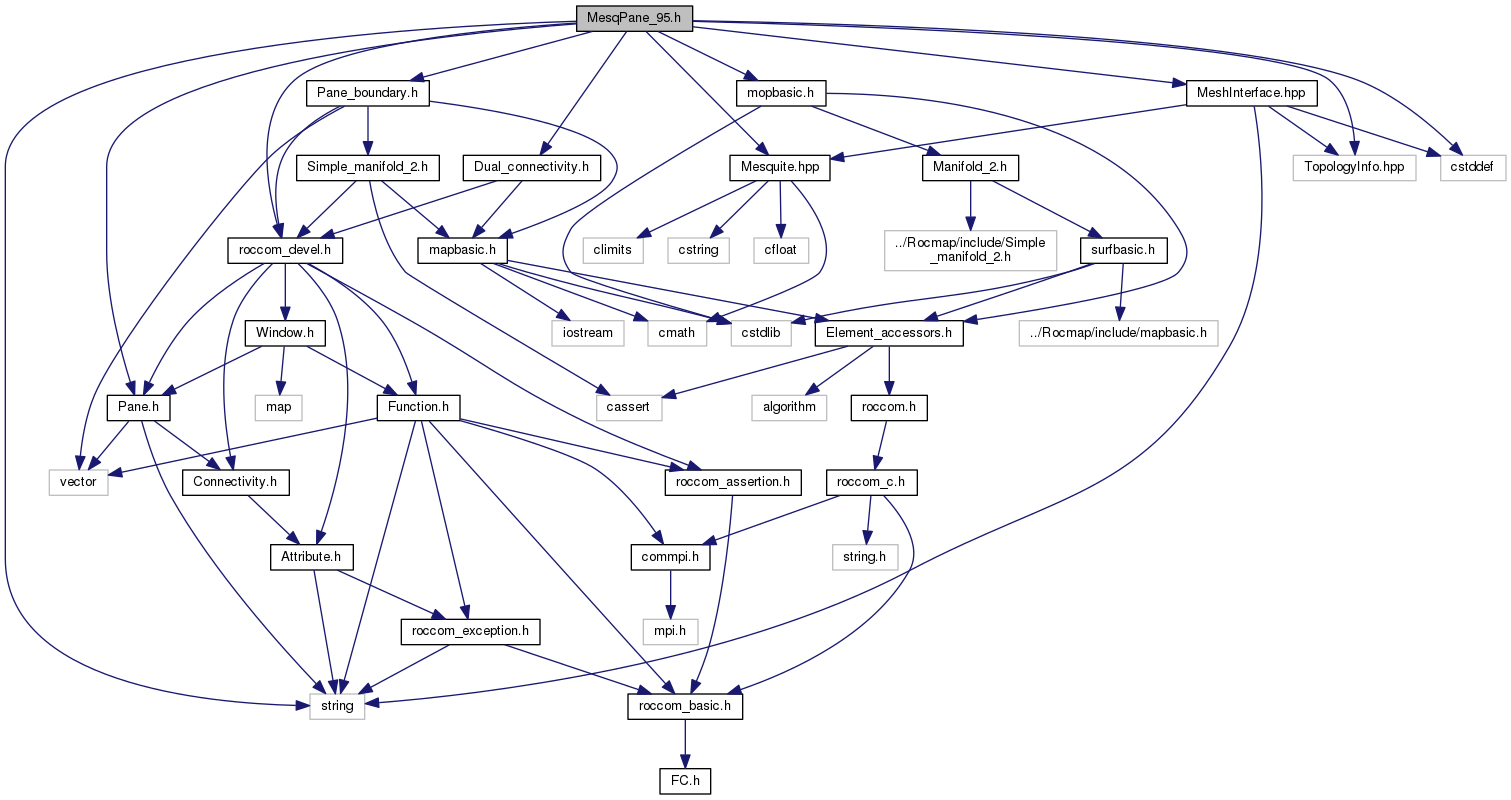 MesqPane_95.h
Pane_boundary.h
mopbasic.h
MeshInterface.hpp
Simple_manifold_2.h
Dual_connectivity.h
Mesquite.hpp
Manifold_2.h
TopologyInfo.hpp
cstddef
roccom_devel.h
mapbasic.h
climits
cstring
cfloat
../Rocmap/include/Simple
_manifold_2.h
surfbasic.h
Window.h
iostream
cmath
cstdlib
Element_accessors.h
../Rocmap/include/mapbasic.h
Pane.h
map
Function.h
cassert
algorithm
roccom.h
vector
Connectivity.h
roccom_assertion.h
roccom_c.h
Attribute.h
commpi.h
string.h
roccom_exception.h
mpi.h
string
roccom_basic.h
FC.h